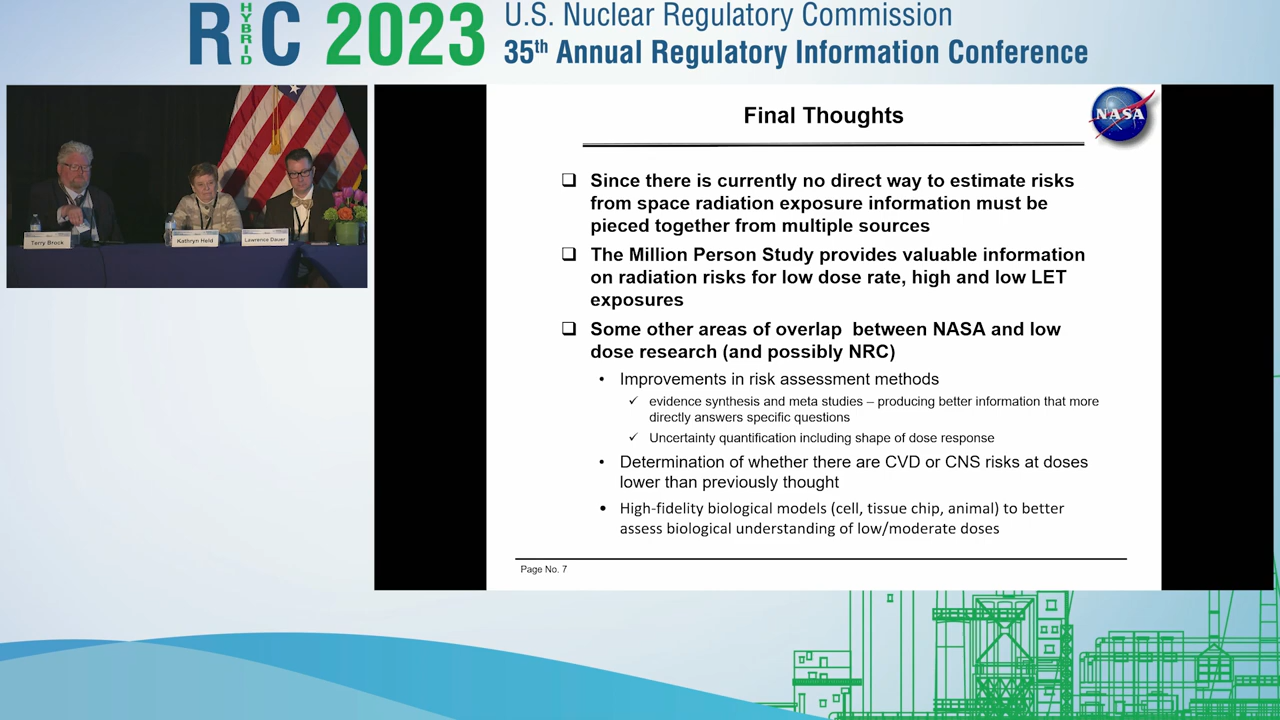 RIC HYBRID 2023
U.S. Nuclear Regulatory Commission
35th Annual Regulatory Information Conference
Terry Brock
Kathryn Held
Lawrence Dauer
Final Thoughts
NASA
❑ Since there is currently no direct way to estimate risks
from space radiation exposure information must be
pieced together from multiple sources
❑ The Million Person Study provides valuable information
on radiation risks for low dose rate, high and low LET
exposures
❑ Some other areas of overlap between NASA and low
dose research (and possibly NRC)
• Improvements in risk assessment methods
✓ evidence synthesis and meta studies – producing better information that more
directly answers specific questions
✓ Uncertainty quantification including shape of dose response
• Determination of whether there are CVD or CNS risks at doses
lower than previously thought
• High-fidelity biological models (cell, tissue chip, animal) to better
assess biological understanding of low/moderate doses
Page No. 7